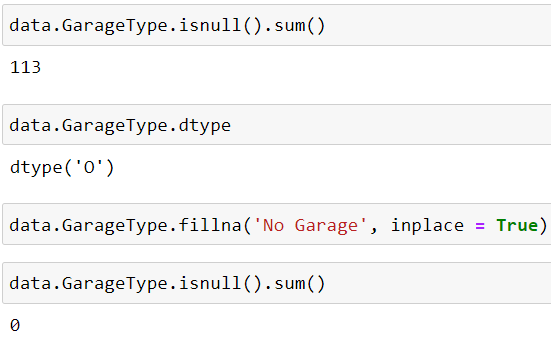 data.GarageType.isnull().sum()
113
data.GarageType.dtype
dtype('O')
data.GarageType.fillna('No Garage', inplace = True)
data.GarageType.isnull().sum()
0